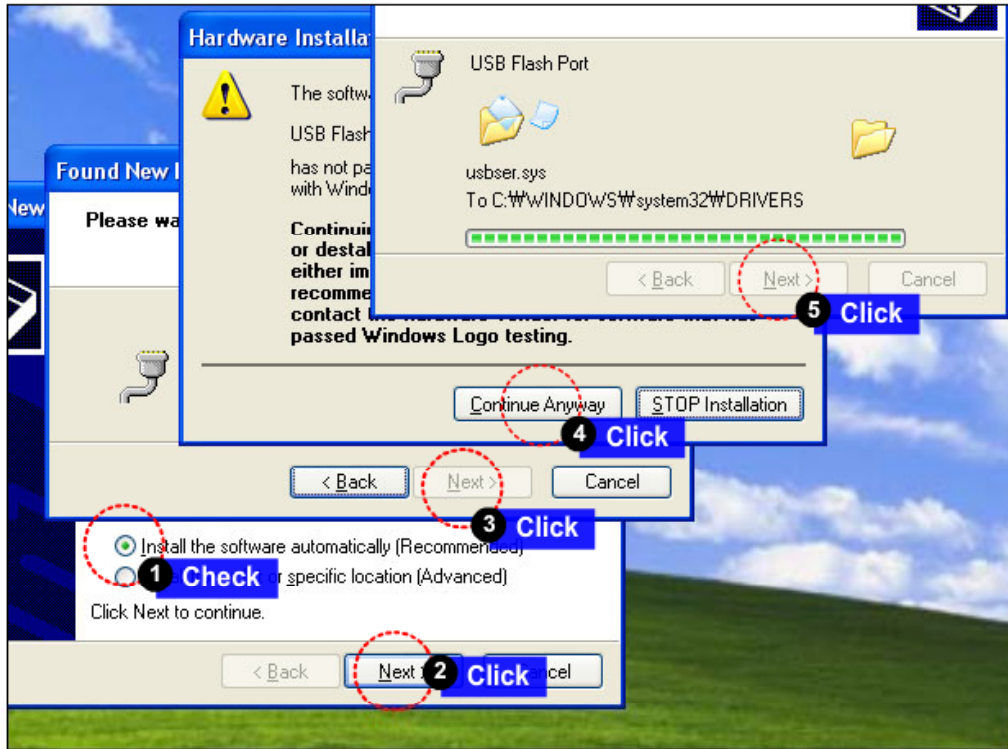 USB Flash Port
usbser.sys
To C:₩WINDOWS₩system32₩DRIVERS
< Back
Next >
Cancel
5 Click
Hardware Installa
The softw
USB Flash
has not pa
with Wind
Continui
or destal
either im
recomme
contact
passed Windows Logo testing.
Continue Anyway
STOP Installation
4 Click
Found New
Please wa
< Back
Next >
Cancel
3 Click
New
Install the software automatically (Recommended)
1 Check
or specific location (Advanced)
Click Next to continue.
< Back
Next
2 Click
ncel